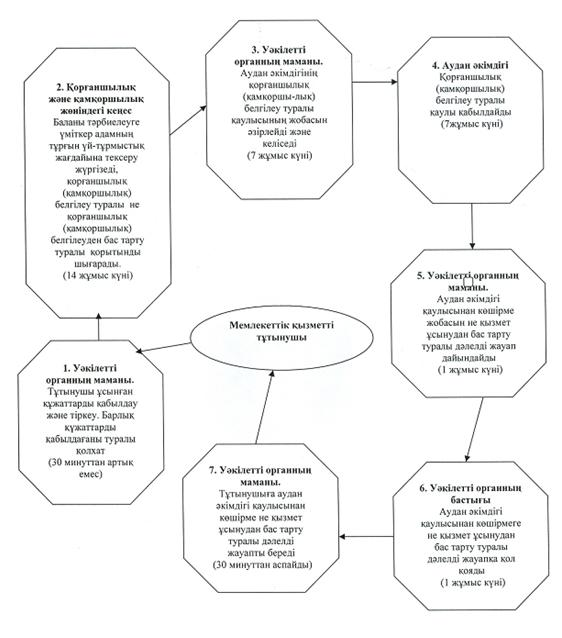 1. Уәкілетті
органның маманы.
Тұтынушы ұсынған
құжаттарды қабылдау
және тіркеу. Барлық
құжаттарды
қабылдағаны туралы
қолхат
(30 минуттан артық
емес)
2. Қорғаншылық
және қамқоршылық
жөніндегі кеңес
Баланы тәрбиелеуге
үміткер адамның
тұрғын үй-тұрмыстық
жағдайына тексеру
жүргізеді,
қорғаншылық
(қамқоршылық)
белгілеу туралы не
қорғаншылық
(қамқоршылық)
белгілеуден бас тарту
туралы қорытынды
шығарады.
(14 жұмыс күні)
3. Уәкілетті
органның маманы.
Аудан әкімдігінің
қорғаншылық
(қамқоршы-лық)
белгілеу туралы
қаулысының жобасын
әзірлейді және
келіседі
(7 жұмыс күні)
4. Аудан әкімдігі
Қорғаншылық
(қамқоршылық)
белгілеу туралы
қаулы қабылдайды
(7жұмыс күні)
5. Уәкілетті органның
маманы.
Аудан әкімдігі
қаулысынан көшірме
жобасын не қызмет
ұсынудан бас тарту
туралы дәлелді жауап
дайындайды
(1 жұмыс күні)
6. Уәкілетті органның
бастығы
Аудан әкімдігі
қаулысынан көшірмеге
не қызмет ұсынудан
бас тарту туралы
дәлелді жауапқа қол
қояды
(1 жұмыс күні)
7. Уәкілетті органның
маманы.
Тұтынушыға аудан
әкімдігі қаулысынан
көшірме не қызмет
ұсынудан бас тарту
туралы дәлелді
жауапты береді
(30 минуттан аспайды)
Мемлекеттік қызметті
тұтынушы